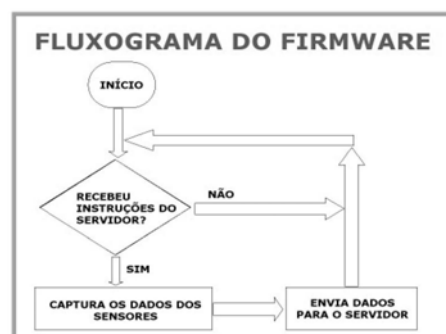 FLUXOGRAMA DO FIRMWARE
INÍCIO
RECEBEU
INSTRUÇÕES DO
SERVIDOR?
NÃO
SIM
CAPTURA OS DADOS DOS
SENSORES
ENVIA DADOS
PARA O SERVIDOR